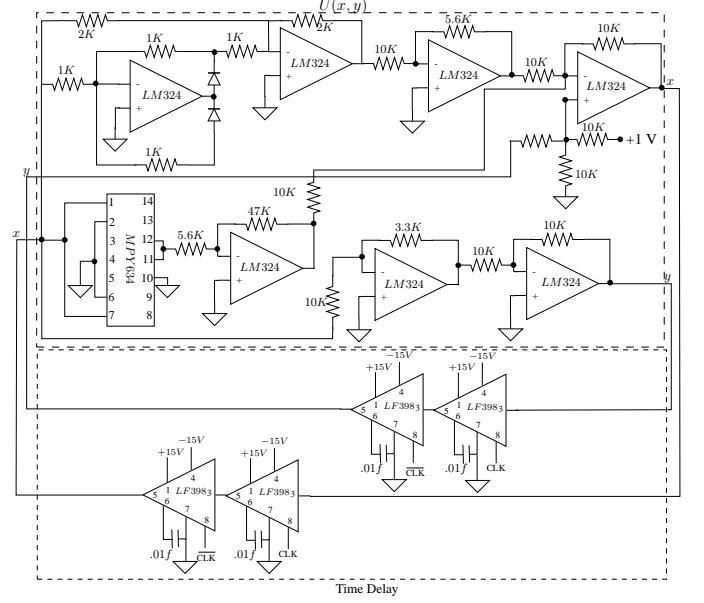 U(x, y)
2K
2K
1K
1K
1K
1K
-
+
LM324
-
+
LM324
10K
5.6K
-
+
LM324
10K
10K
-
+
LM324
x
10K
+1 V
10K
y
10K
x
1
2
3
4
5
6
7
14
13
12
11
10
9
8
MPY634
5.6K
47K
-
+
LM324
10K
3.3K
-
+
LM324
10K
10K
-
+
LM324
y
+15V
−15V
5
1
4
LF398
3
6
7
8
.01f
CLK
+15V
−15V
5
1
4
LF398
3
6
7
8
.01f
CLK
+15V
−15V
5
1
4
LF398
3
6
7
8
.01f
CLK
+15V
−15V
5
1
4
LF398
3
6
7
8
.01f
CLK
Time Delay